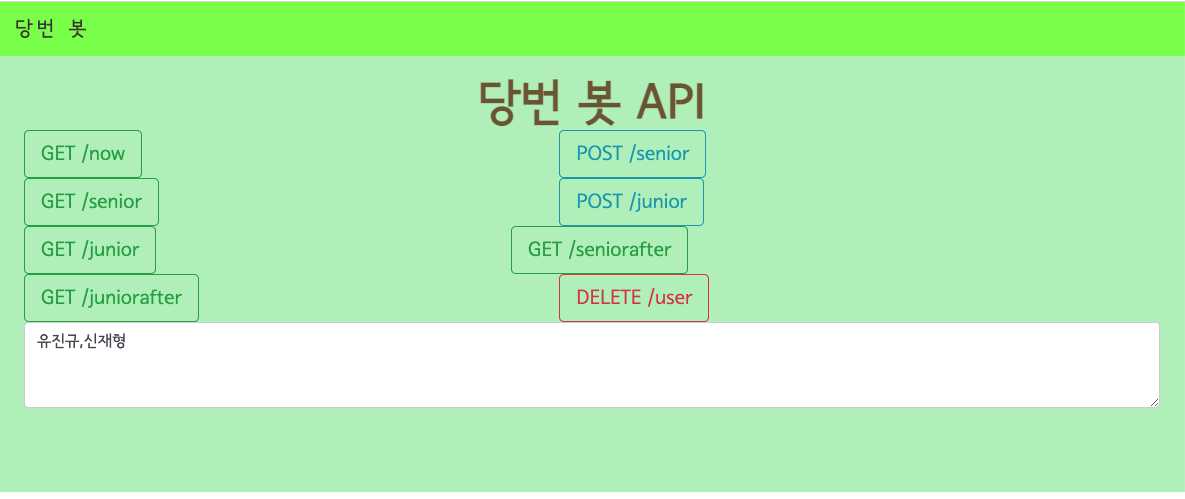 당번 봇
당번 봇 API
GET /now
POST /senior
GET /senior
POST /junior
GET /junior
GET /seniorafter
GET /juniorafter
DELETE /user
유진규,신재형